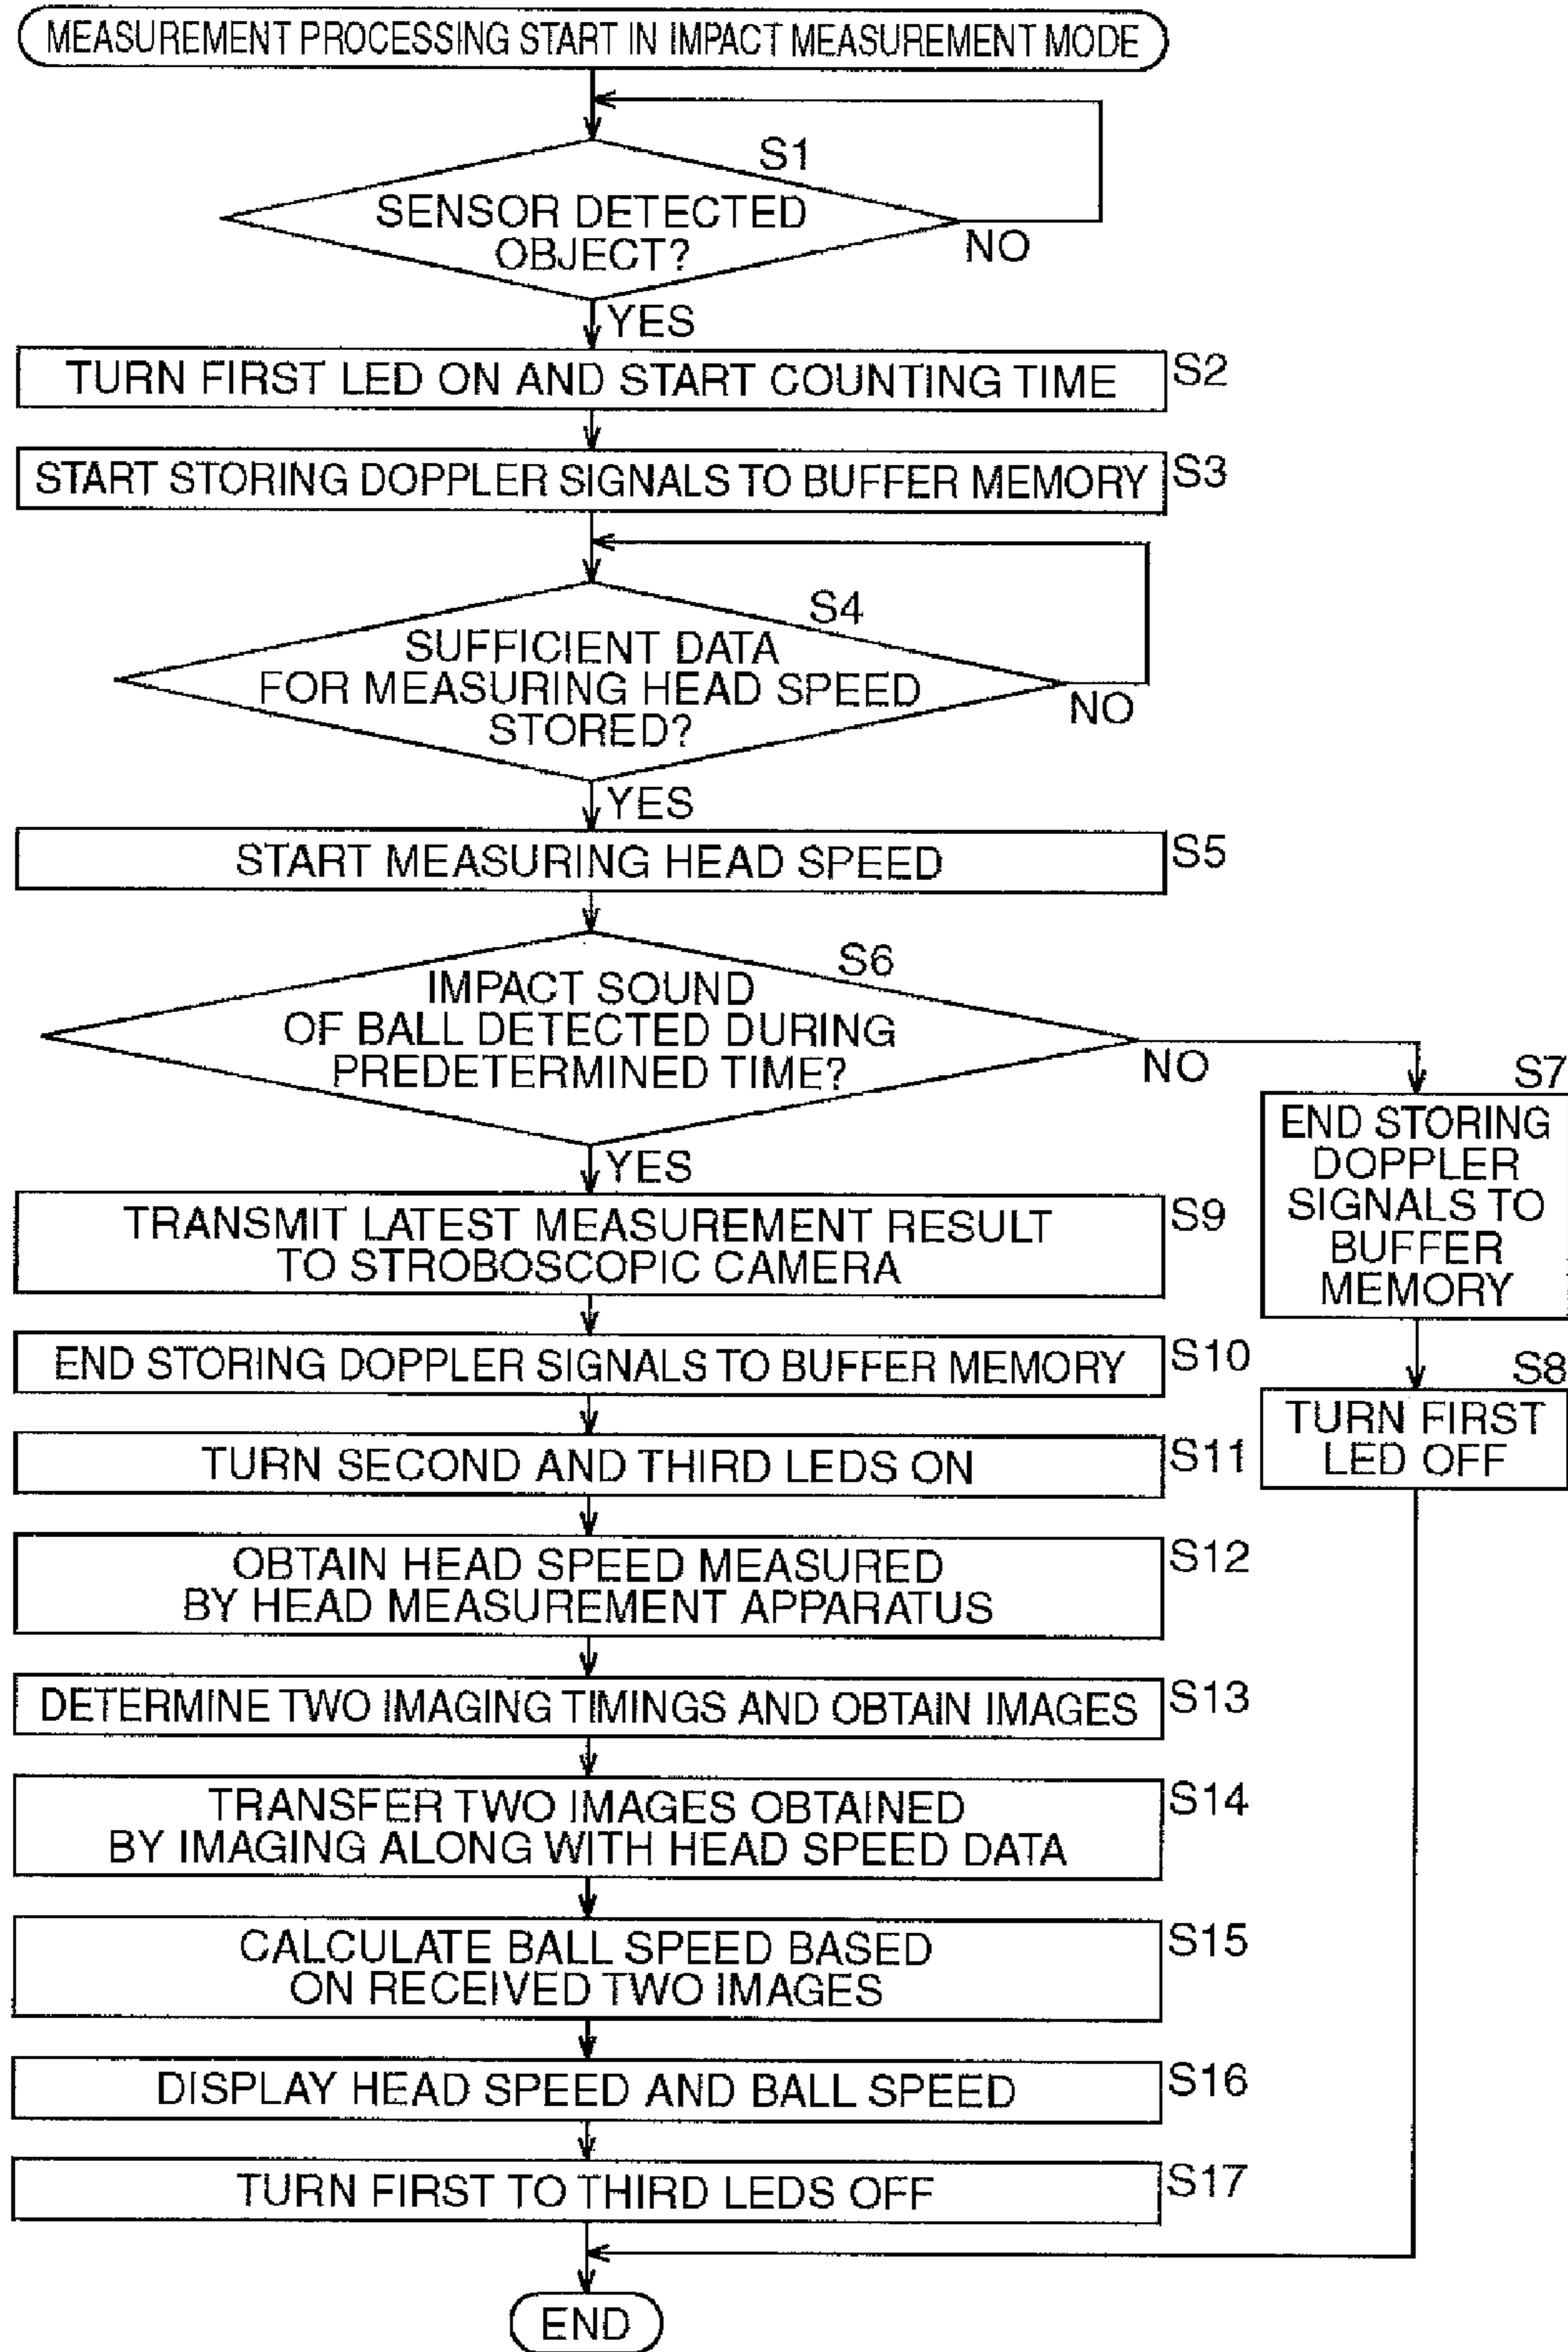 MEASUREMENT PROCESSING START IN IMPACT MEASUREMENT MODE
S1
SENSOR DETECTED
OBJECT?
NO
YES
TURN FIRST LED ON AND START COUNTING TIME
S2
START STORING DOPPLER SIGNALS TO BUFFER MEMORY
S3
S4
SUFFICIENT DATA
FOR MEASURING HEAD SPEED
STORED?
NO
YES
START MEASURING HEAD SPEED
S5
S6
IMPACT SOUND
OF BALL DETECTED DURING
PREDETERMINED TIME?
NO
S7
END STORING
DOPPLER
SIGNALS TO
BUFFER
MEMORY
S8
TURN FIRST
LED OFF
YES
TRANSMIT LATEST MEASUREMENT RESULT
TO STROBOSCOPIC CAMERA
S9
END STORING DOPPLER SIGNALS TO BUFFER MEMORY
S10
TURN SECOND AND THIRD LEDS ON
S11
OBTAIN HEAD SPEED MEASURED
BY HEAD MEASUREMENT APPARATUS
S12
DETERMINE TWO IMAGING TIMINGS AND OBTAIN IMAGES
S13
TRANSFER TWO IMAGES OBTAINED
BY IMAGING ALONG WITH HEAD SPEED DATA
S14
CALCULATE BALL SPEED BASED
ON RECEIVED TWO IMAGES
S15
DISPLAY HEAD SPEED AND BALL SPEED
S16
TURN FIRST TO THIRD LEDS OFF
S17
END